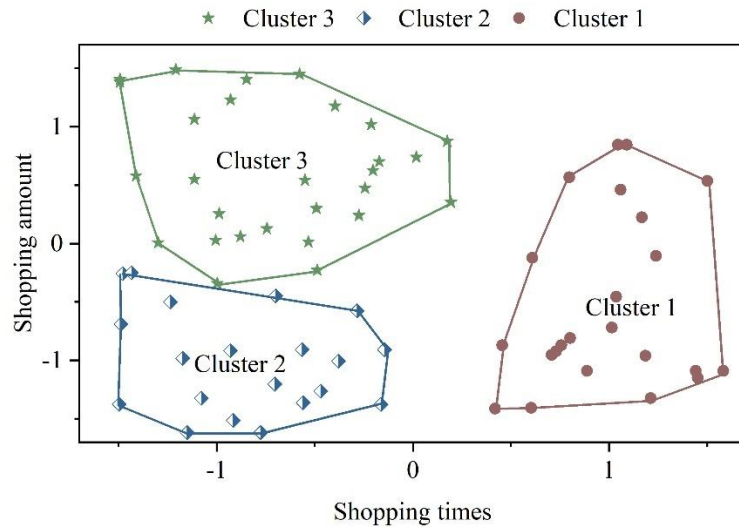 Cluster 3 Cluster 2 Cluster 1
Shopping amount
1
0
-1
Cluster 3
Cluster 2
Cluster 1
-1 0 1
Shopping times